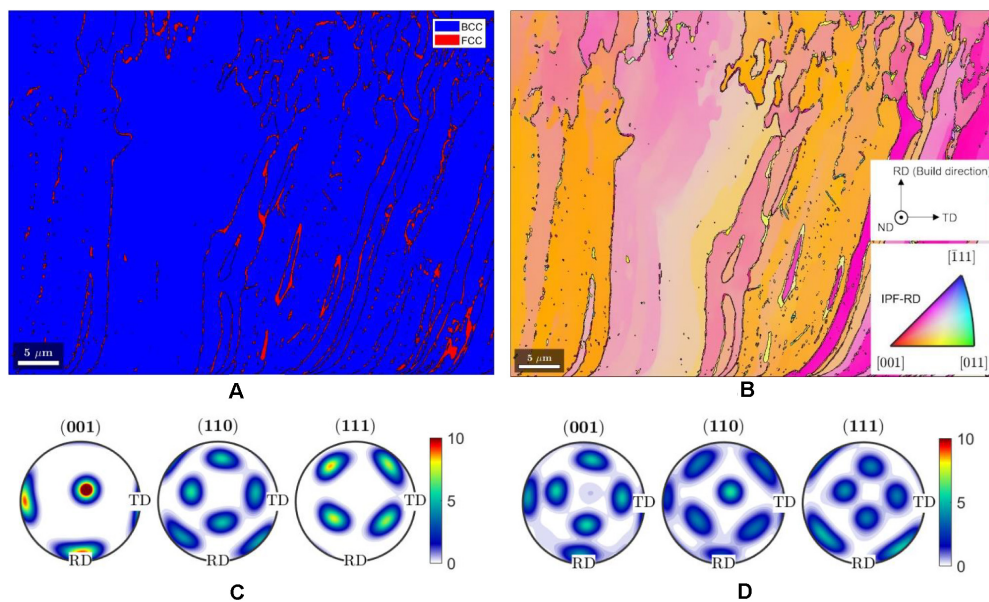 BCC
FCC
5 μm
A
RD (Build direction)
ND
TD
IPF-RD
[1̄11]
[001]
[011]
5 μm
B
(001)
(110)
(111)
10
TD
TD
TD
5
RD
RD
RD
0
C
(001)
(110)
(111)
10
TD
TD
TD
5
RD
RD
RD
0
D